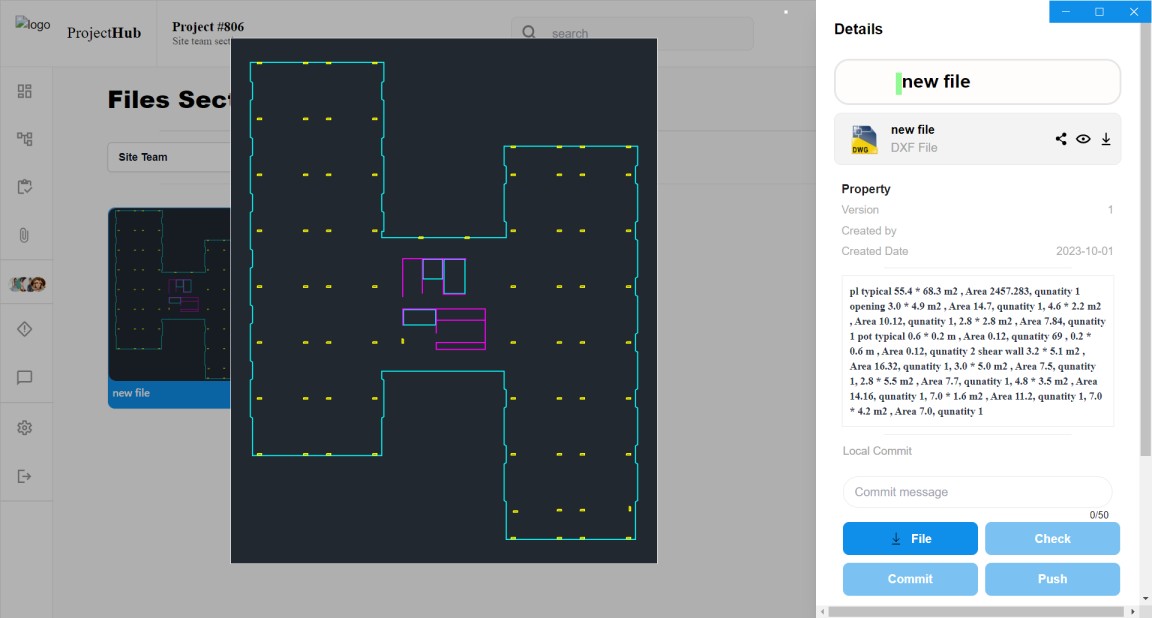 logo
ProjectHub
Project #806
Site team sect
search
Files Sec
Site Team
new file
Details
new file
DWG
new file
DXF File
Property
Version 1
Created by
Created Date 2023-10-01
pl typical 55.4 * 68.3 m2 , Area 2457.283, qunatity 1
opening 3.0 * 4.9 m2 , Area 14.7, qunatity 1, 4.6 * 2.2 m2
, Area 10.12, qunatity 1, 2.8 * 2.8 m2 , Area 7.84, qunatity
1 pot typical 0.6 * 0.2 m , Area 0.12, qunatity 69 , 0.2 *
0.6 m , Area 0.12, qunatity 2 shear wall 3.2 * 5.1 m2 ,
Area 16.32, qunatity 1, 3.0 * 5.0 m2 , Area 7.5, qunatity
1, 2.8 * 5.5 m2 , Area 7.7, qunatity 1, 4.8 * 3.5 m2 , Area
14.16, qunatity 1, 7.0 * 1.6 m2 , Area 11.2, qunatity 1, 7.0
* 4.2 m2 , Area 7.0, qunatity 1
Local Commit
Commit message
0/50
File Check
Commit Push